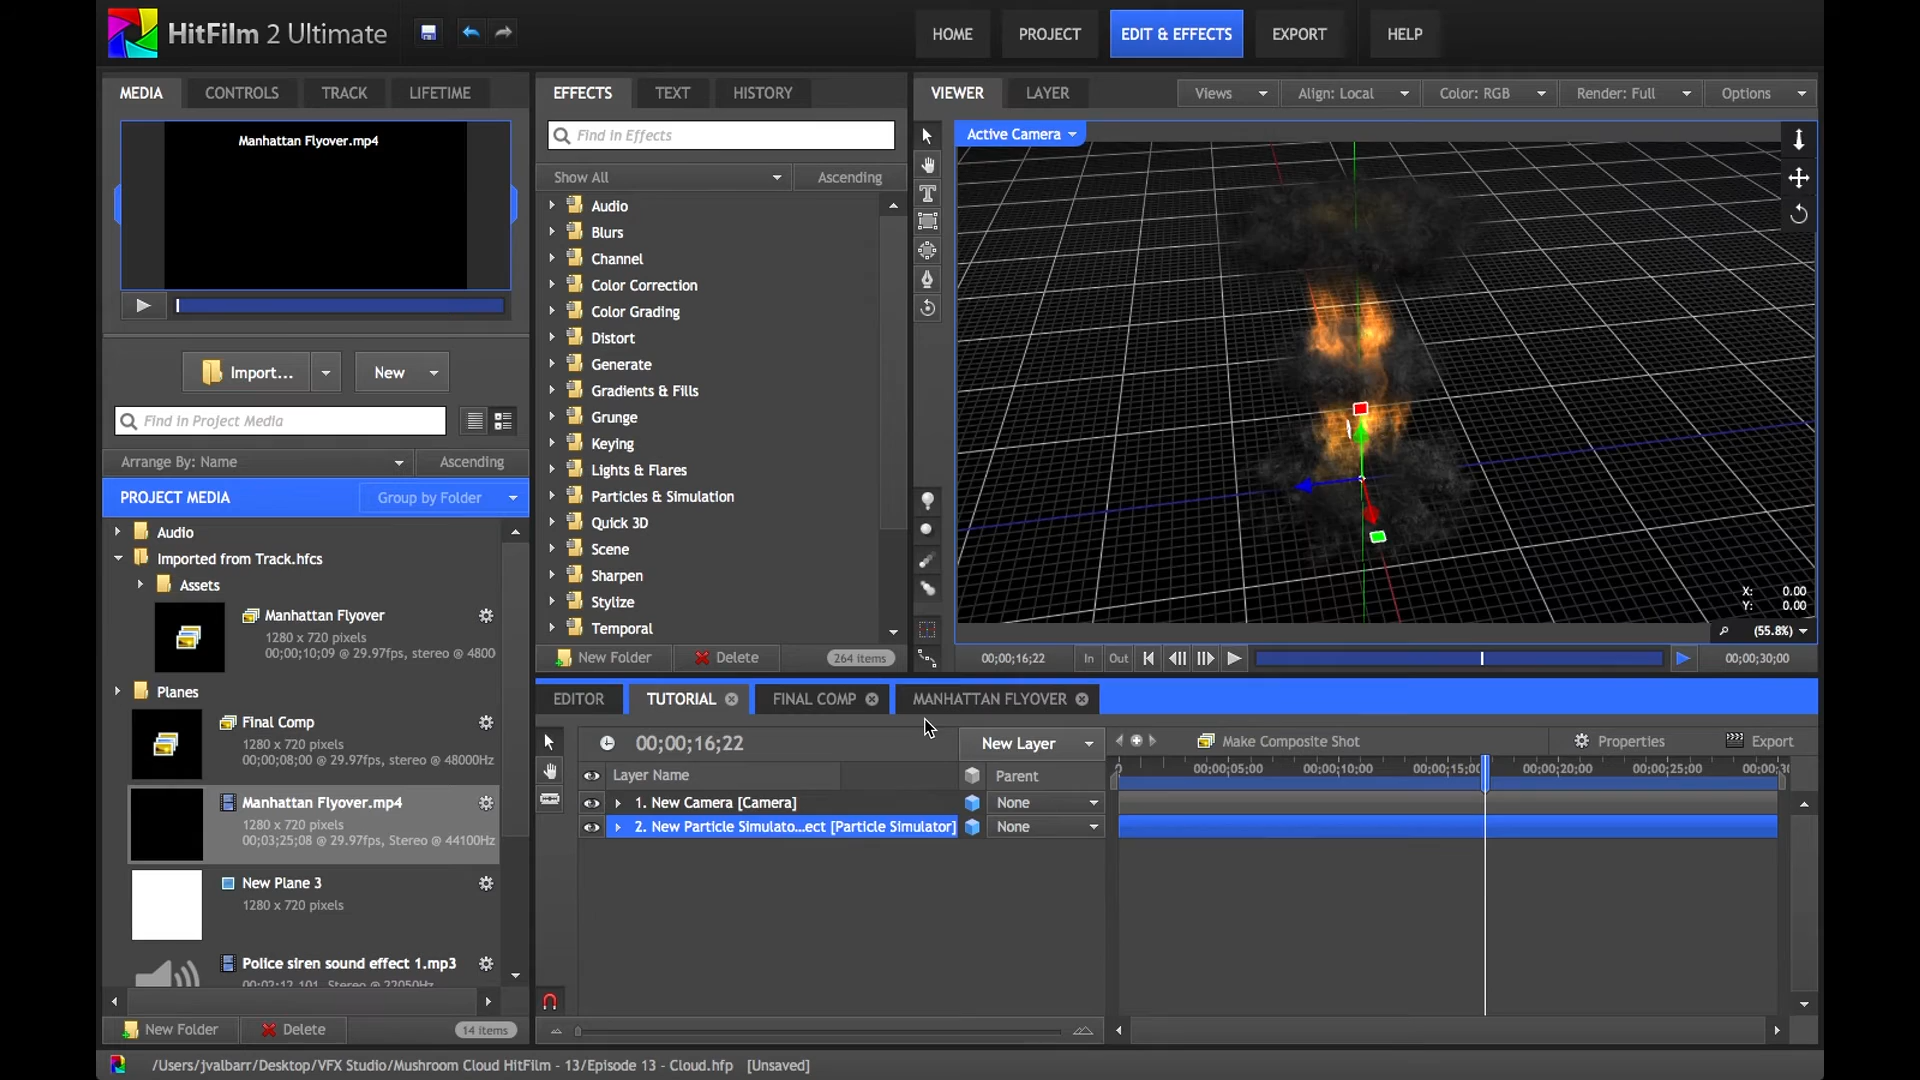 HitFilm 2 Ultimate
HOME
PROJECT
EDIT & EFFECTS
EXPORT
HELP
MEDIA
CONTROLS
TRACK
LIFETIME
EFFECTS
TEXT
HISTORY
VIEWER
LAYER
Views
Align: Local
Color: RGB
Render: Full
Options
Manhattan Flyover.mp4
Import...
New
Find in Project Media
Arrange By: Name
Ascending
PROJECT MEDIA
Group by Folder
Audio
Imported from Track.hfcs
Assets
Manhattan Flyover
1280 x 720 pixels
00;00;10;09 @ 29.97fps, stereo @ 4800
Planes
Final Comp
1280 x 720 pixels
00;00;08;00 @ 29.97fps, stereo @ 48000Hz
Manhattan Flyover.mp4
1280 x 720 pixels
00;03;25;08 @ 29.97fps, Stereo @ 44100Hz
New Plane 3
1280 x 720 pixels
Police siren sound effect 1.mp3
00:02:12.101, Stereo @ 22050Hz
New Folder
Delete
14 items
Find in Effects
Show All
Ascending
Audio
Blurs
Channel
Color Correction
Color Grading
Distort
Generate
Gradients & Fills
Grunge
Keying
Lights & Flares
Particles & Simulation
Quick 3D
Scene
Sharpen
Stylize
Temporal
New Folder
Delete
264 items
Active Camera
X: 0.00
Y: 0.00
(55.8%)
00;00;16;22
In
Out
00;00;30;00
EDITOR
TUTORIAL
FINAL COMP
MANHATTAN FLYOVER
00;00;16;22
New Layer
Make Composite Shot
Properties
Export
Layer Name
Parent
0
00;00;05;00
00;00;10;00
00;00;15;00
00;00;20;00
00;00;25;00
1. New Camera [Camera]
None
2. New Particle Simulato...ect [Particle Simulator]
None
/Users/jvalbarr/Desktop/VFX Studio/Mushroom Cloud HitFilm - 13/Episode 13 - Cloud.hfp [Unsaved]